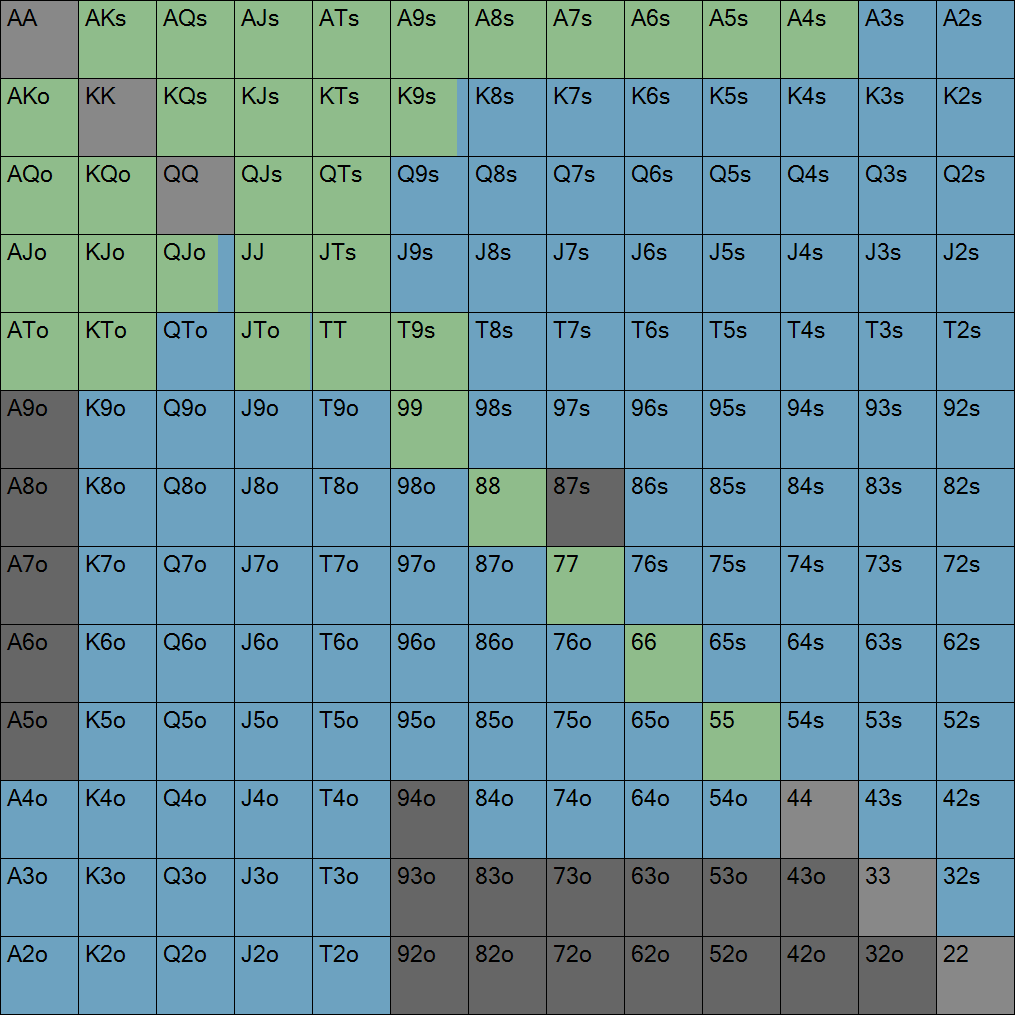 AA AKs AQs AJs ATs A9s A8s A7s A6s A5s A4s A3s A2s
AKo KK KQs KJs KTs K9s K8s K7s K6s K5s K4s K3s K2s
AQo KQo QQ QJs QTs Q9s Q8s Q7s Q6s Q5s Q4s Q3s Q2s
AJo KJo QJo JJ JTs J9s J8s J7s J6s J5s J4s J3s J2s
ATo KTo QTo JTo TT T9s T8s T7s T6s T5s T4s T3s T2s
A9o K9o Q9o J9o T9o 99 98s 97s 96s 95s 94s 93s 92s
A8o K8o Q8o J8o T8o 98o 88 87s 86s 85s 84s 83s 82s
A7o K7o Q7o J7o T7o 97o 87o 77 76s 75s 74s 73s 72s
A6o K6o Q6o J6o T6o 96o 86o 76o 66 65s 64s 63s 62s
A5o K5o Q5o J5o T5o 95o 85o 75o 65o 55 54s 53s 52s
A4o K4o Q4o J4o T4o 94o 84o 74o 64o 54o 44 43s 42s
A3o K3o Q3o J3o T3o 93o 83o 73o 63o 53o 43o 33 32s
A2o K2o Q2o J2o T2o 92o 82o 72o 62o 52o 42o 32o 22